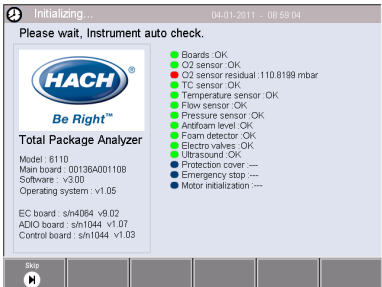 Initializing...
04-01-2011 - 08:59:04
Please wait, Instrument auto check.
HACH®
Be Right™
Total Package Analyzer
Model : 6110
Main board : 00136A001108
Software : v3.00
Operating system : v1.05
EC board : s/n4064 v9.02
ADIO board : s/n1044 v1.07
Control board : s/n1044 v1.03
Boards :OK
O2 sensor :OK
O2 sensor residual :110.8199 mbar
TC sensor :OK
Temperature sensor :OK
Flow sensor :OK
Pressure sensor :OK
Antifoam level :OK
Foam detector :OK
Electro valves :OK
Ultrasound :OK
Protection cover :---
Emergency stop :---
Motor initialization :---
Skip